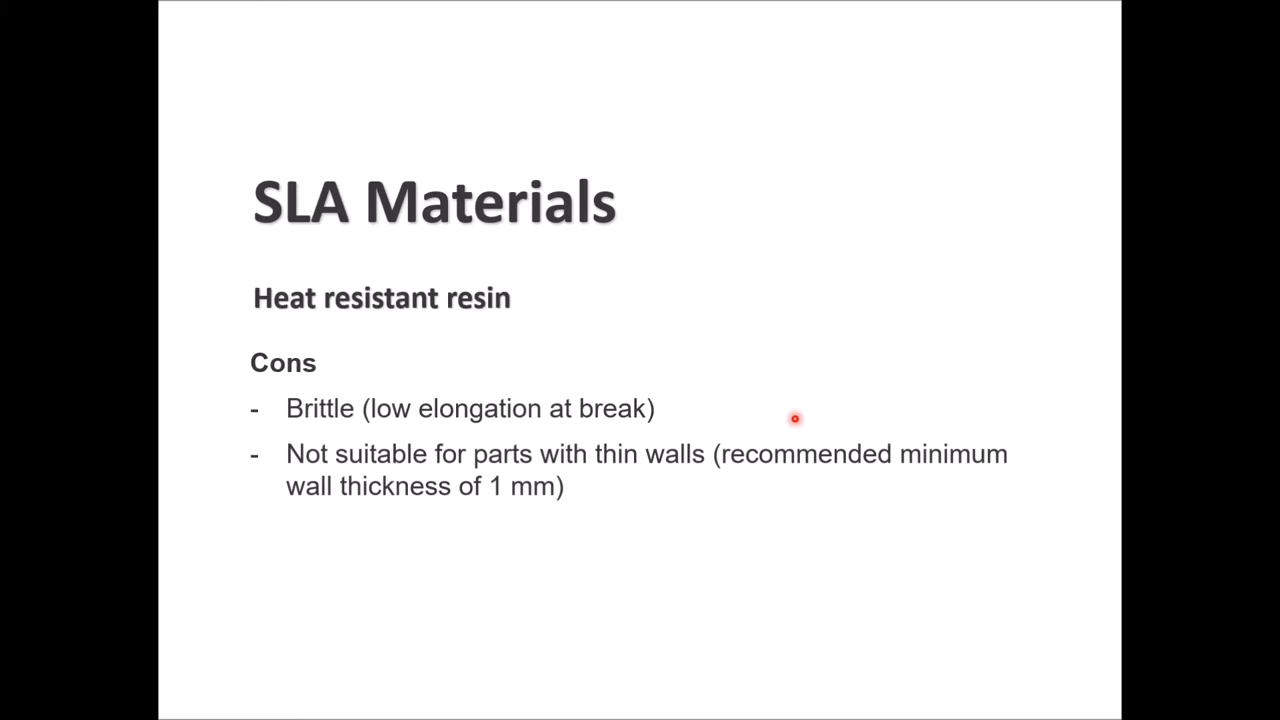 SLA Materials
Heat resistant resin
Cons
- Brittle (low elongation at break)
- Not suitable for parts with thin walls (recommended minimum
wall thickness of 1 mm)